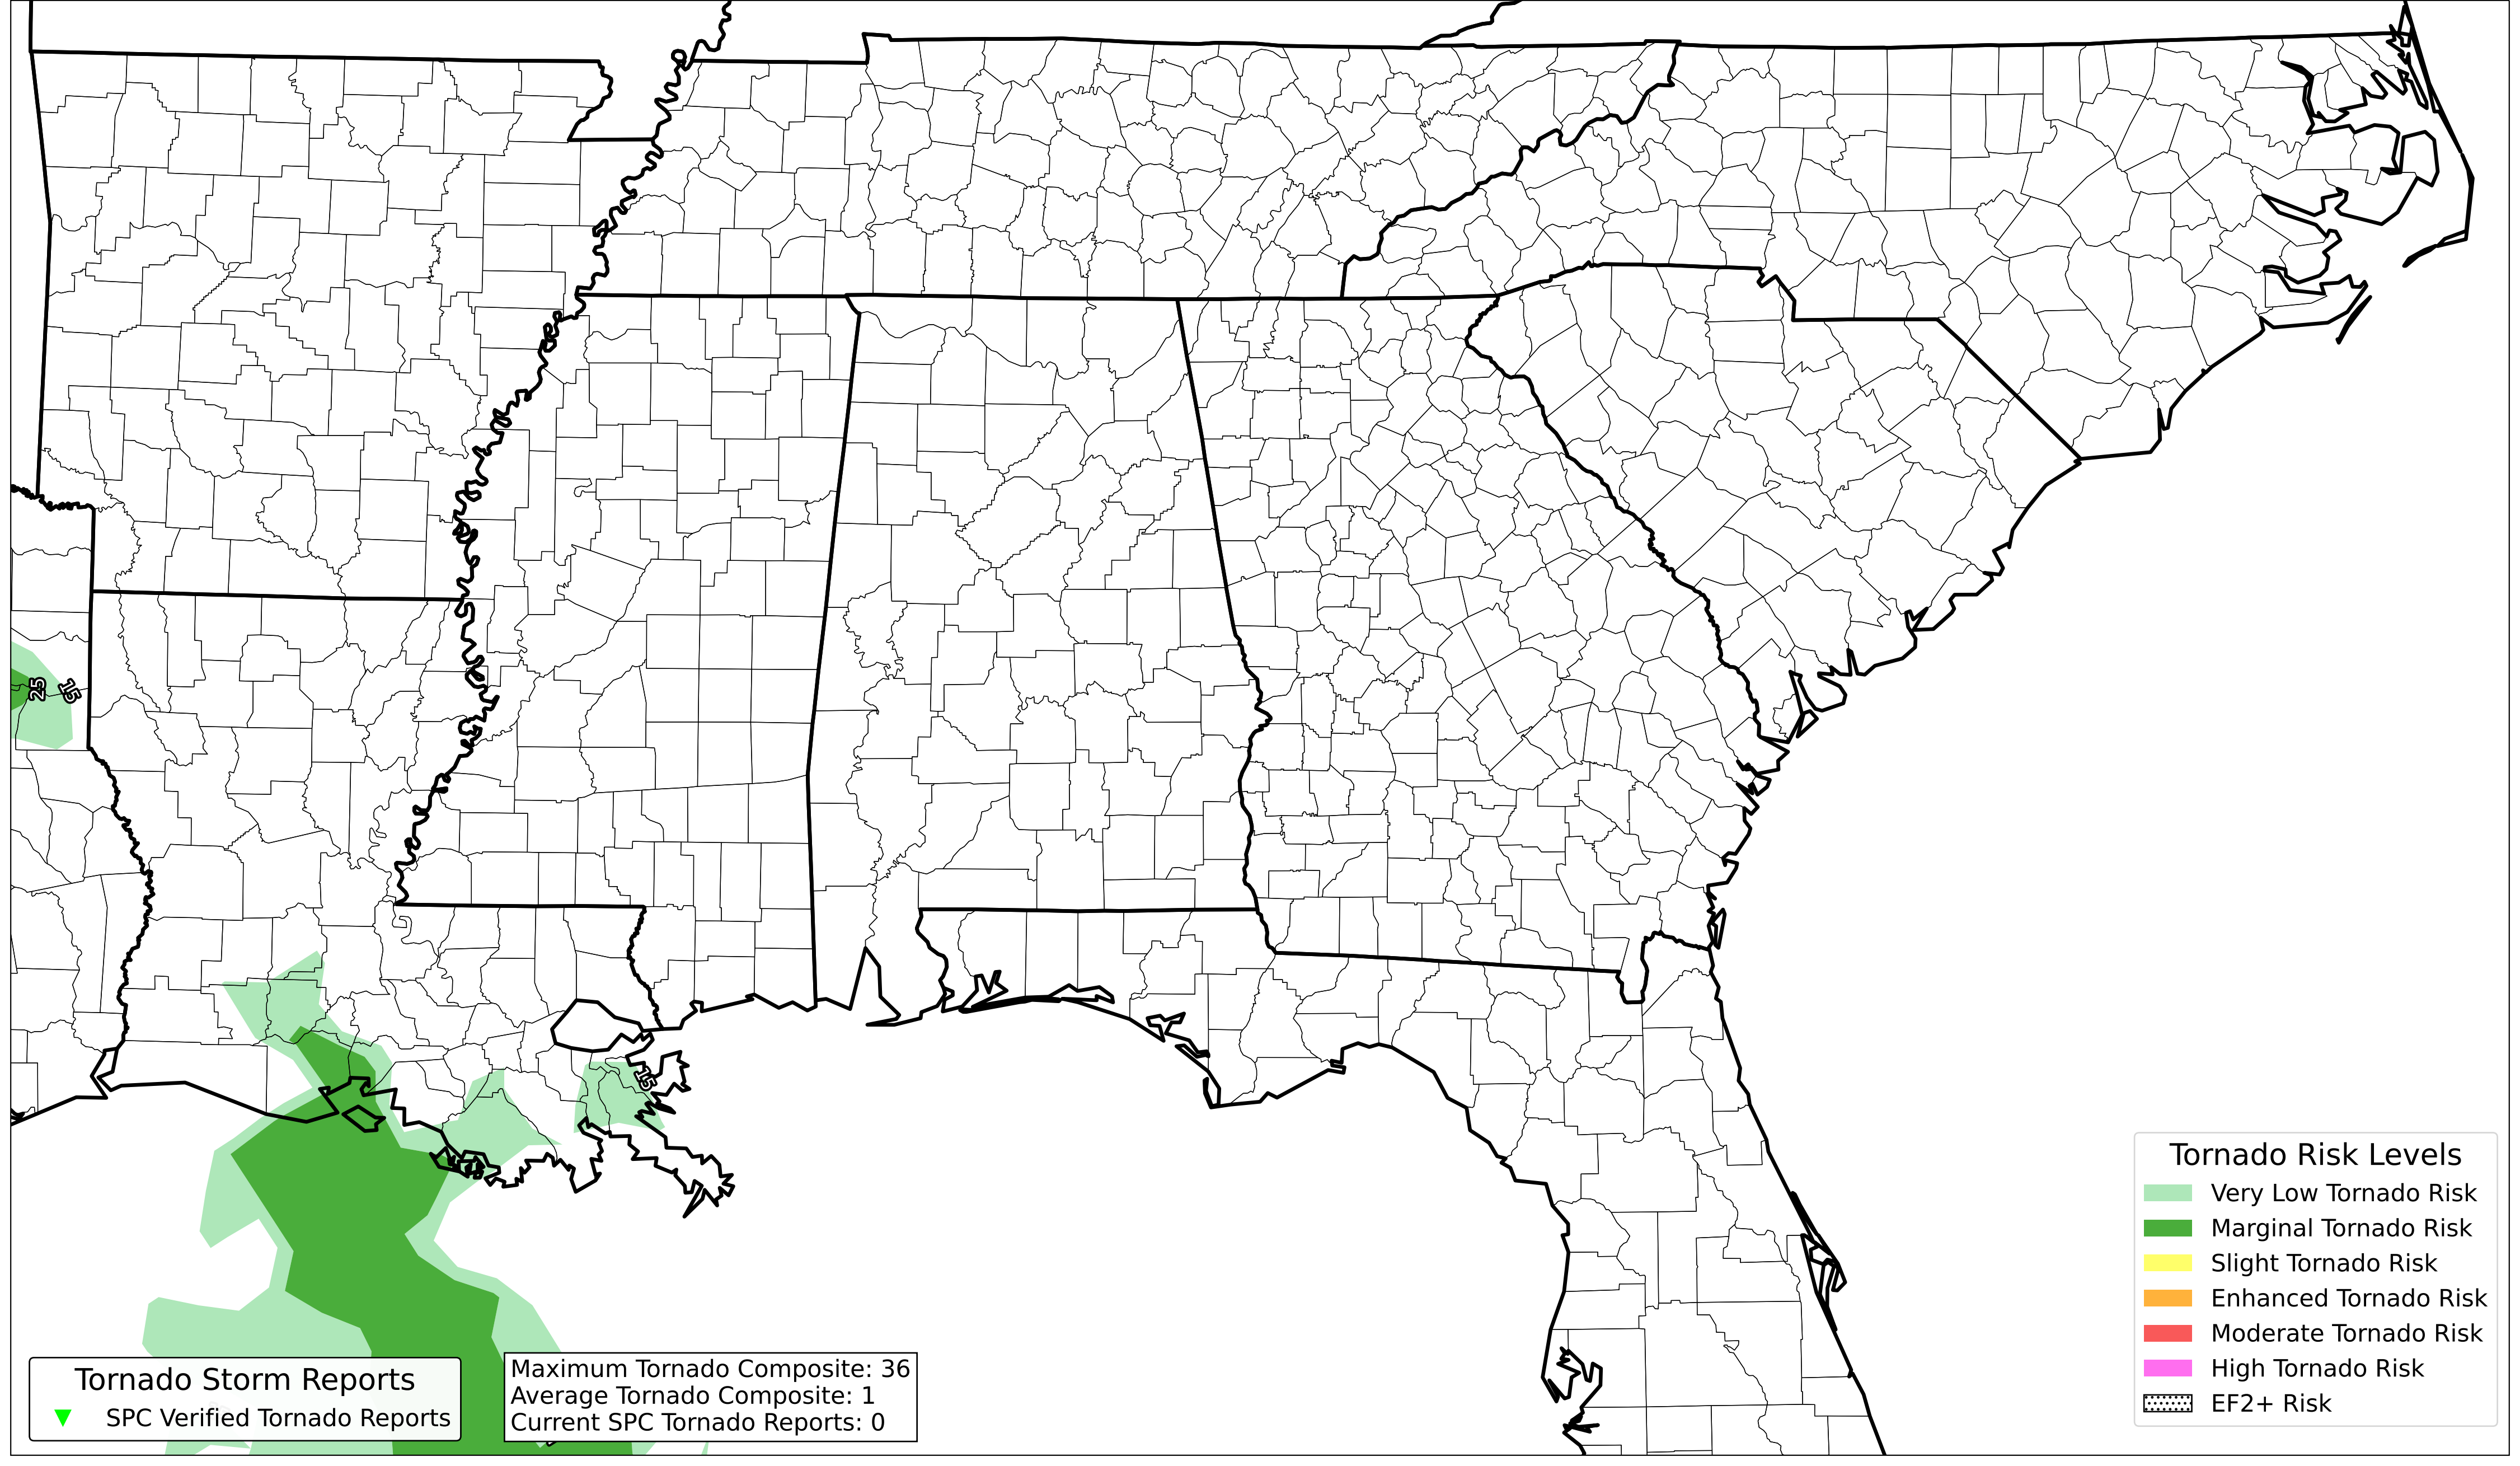 25
15
15
Tornado Storm Reports
SPC Verified Tornado Reports
Maximum Tornado Composite: 36
Average Tornado Composite: 1
Current SPC Tornado Reports: 0
Tornado Risk Levels
Very Low Tornado Risk
Marginal Tornado Risk
Slight Tornado Risk
Enhanced Tornado Risk
Moderate Tornado Risk
High Tornado Risk
EF2+ Risk